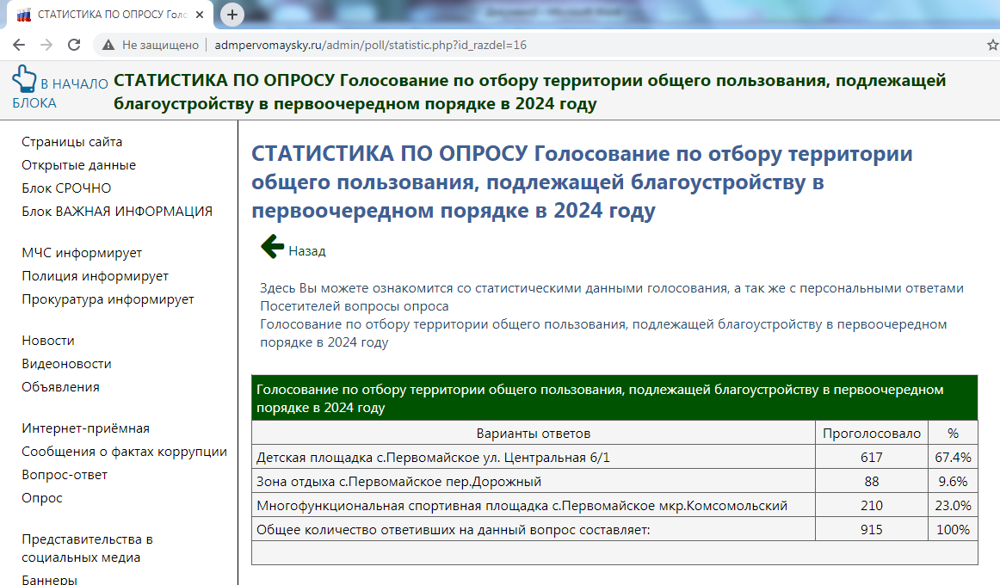 СТАТИСТИКА ПО ОПРОСУ Голо
Не защищено admpervomaysky.ru/admin/poll/statistic.php?id_razdel=16
В НАЧАЛО БЛОКА
СТАТИСТИКА ПО ОПРОСУ Голосование по отбору территории общего пользования, подлежащей
благоустройству в первоочередном порядке в 2024 году
Страницы сайта
Открытые данные
Блок СРОЧНО
Блок ВАЖНАЯ ИНФОРМАЦИЯ
МЧС информирует
Полиция информирует
Прокуратура информирует
Новости
Видеоновости
Объявления
Интернет-приёмная
Сообщения о фактах коррупции
Вопрос-ответ
Опрос
Представительства в
социальных медиа
Баннеры
СТАТИСТИКА ПО ОПРОСУ Голосование по отбору территории
общего пользования, подлежащей благоустройству в
первоочередном порядке в 2024 году
Назад
Здесь Вы можете ознакомится со статистическими данными голосования, а так же с персональными ответами
Посетителей вопросы опроса
Голосование по отбору территории общего пользования, подлежащей благоустройству в первоочередном
порядке в 2024 году
Голосование по отбору территории общего пользования, подлежащей благоустройству в первоочередном
порядке в 2024 году
Варианты ответов Проголосовало %
Детская площадка с.Первомайское ул. Центральная 6/1 617 67.4%
Зона отдыха с.Первомайское пер.Дорожный 88 9.6%
Многофункциональная спортивная площадка с.Первомайское мкр.Комсомольский 210 23.0%
Общее количество ответивших на данный вопрос составляет: 915 100%